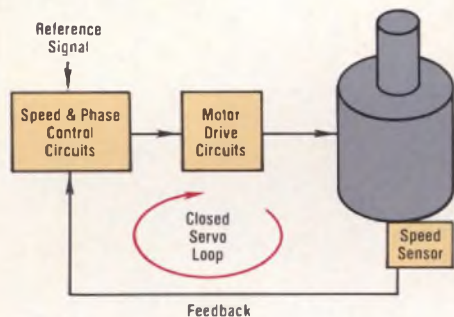 Reference
Signal
Speed & Phase
Control
Circuits
Motor
Drive
Circuits
Closed
Servo
Loop
Speed
Sensor
Feedback